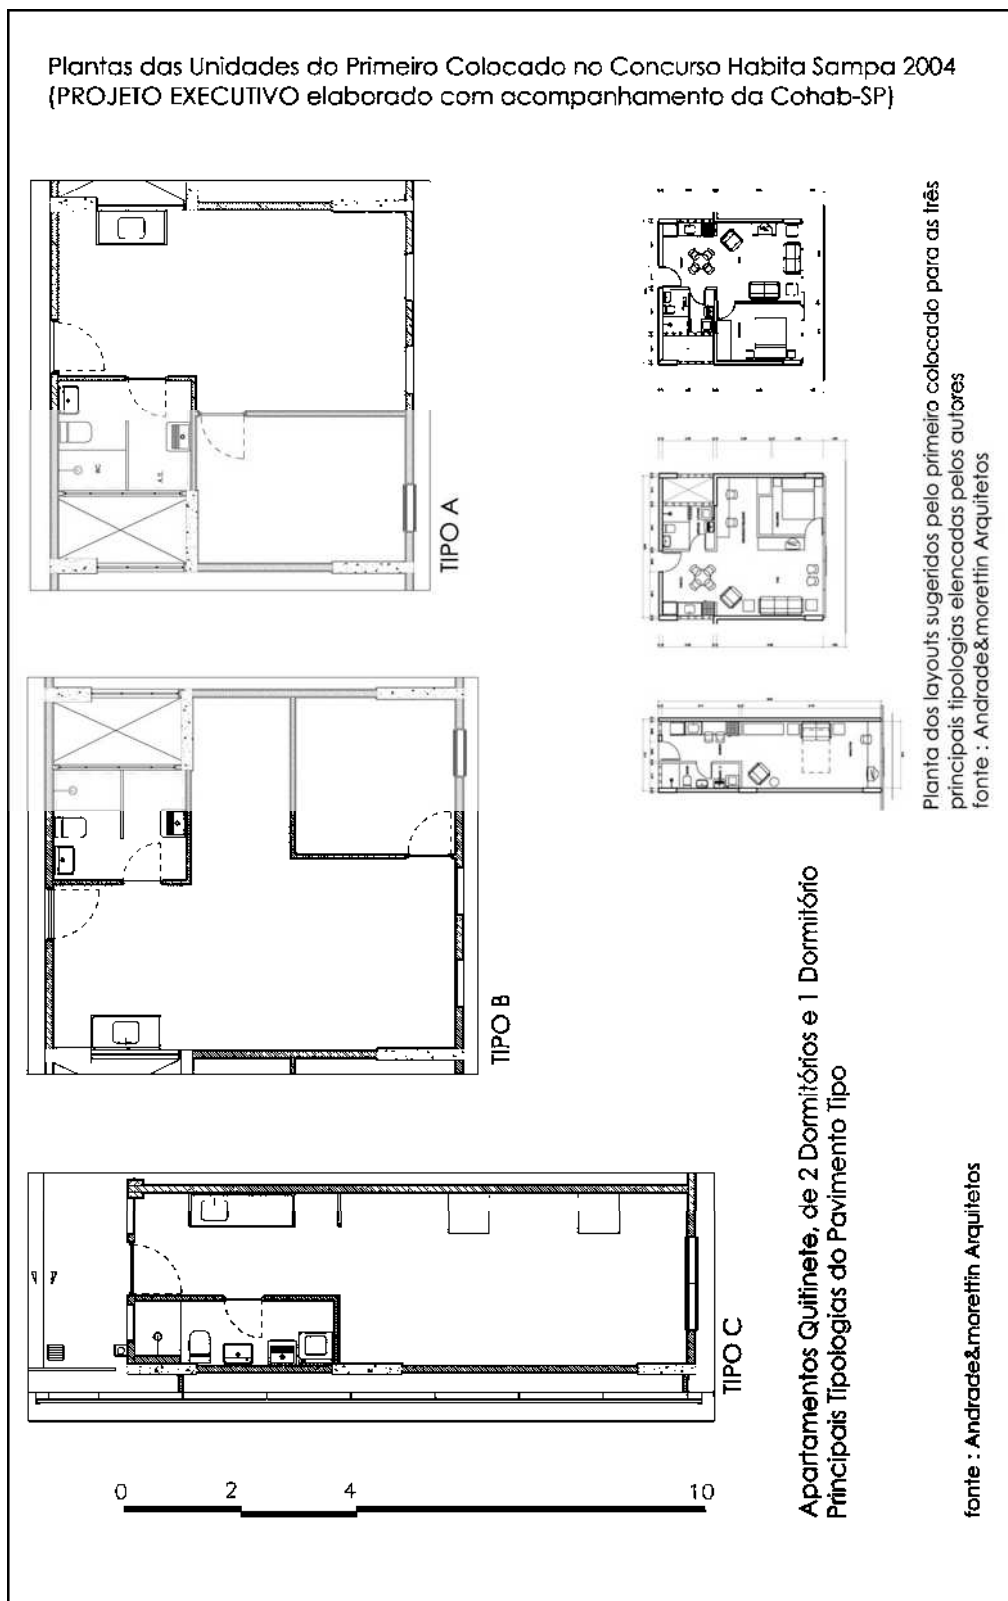 Plantas das Unidades do Primeiro Colocado no Concurso Habita Sampa 2004
(PROJETO EXECUTIVO elaborado com acompanhamento da Cohab-SP)
TIPO A
TIPO B
TIPO C
BC
A.S.
Planta dos layouts sugeridos pelo primeiro colocado para as três
principais tipologias elencadas pelos autores
fonte : Andrade&morettin Arquitetos
0 2 4 10
Apartamentos Quitinete, de 2 Dormitórios e 1 Dormitório
Principais Tipologias do Pavimento Tipo
fonte : Andrade&morettin Arquitetos